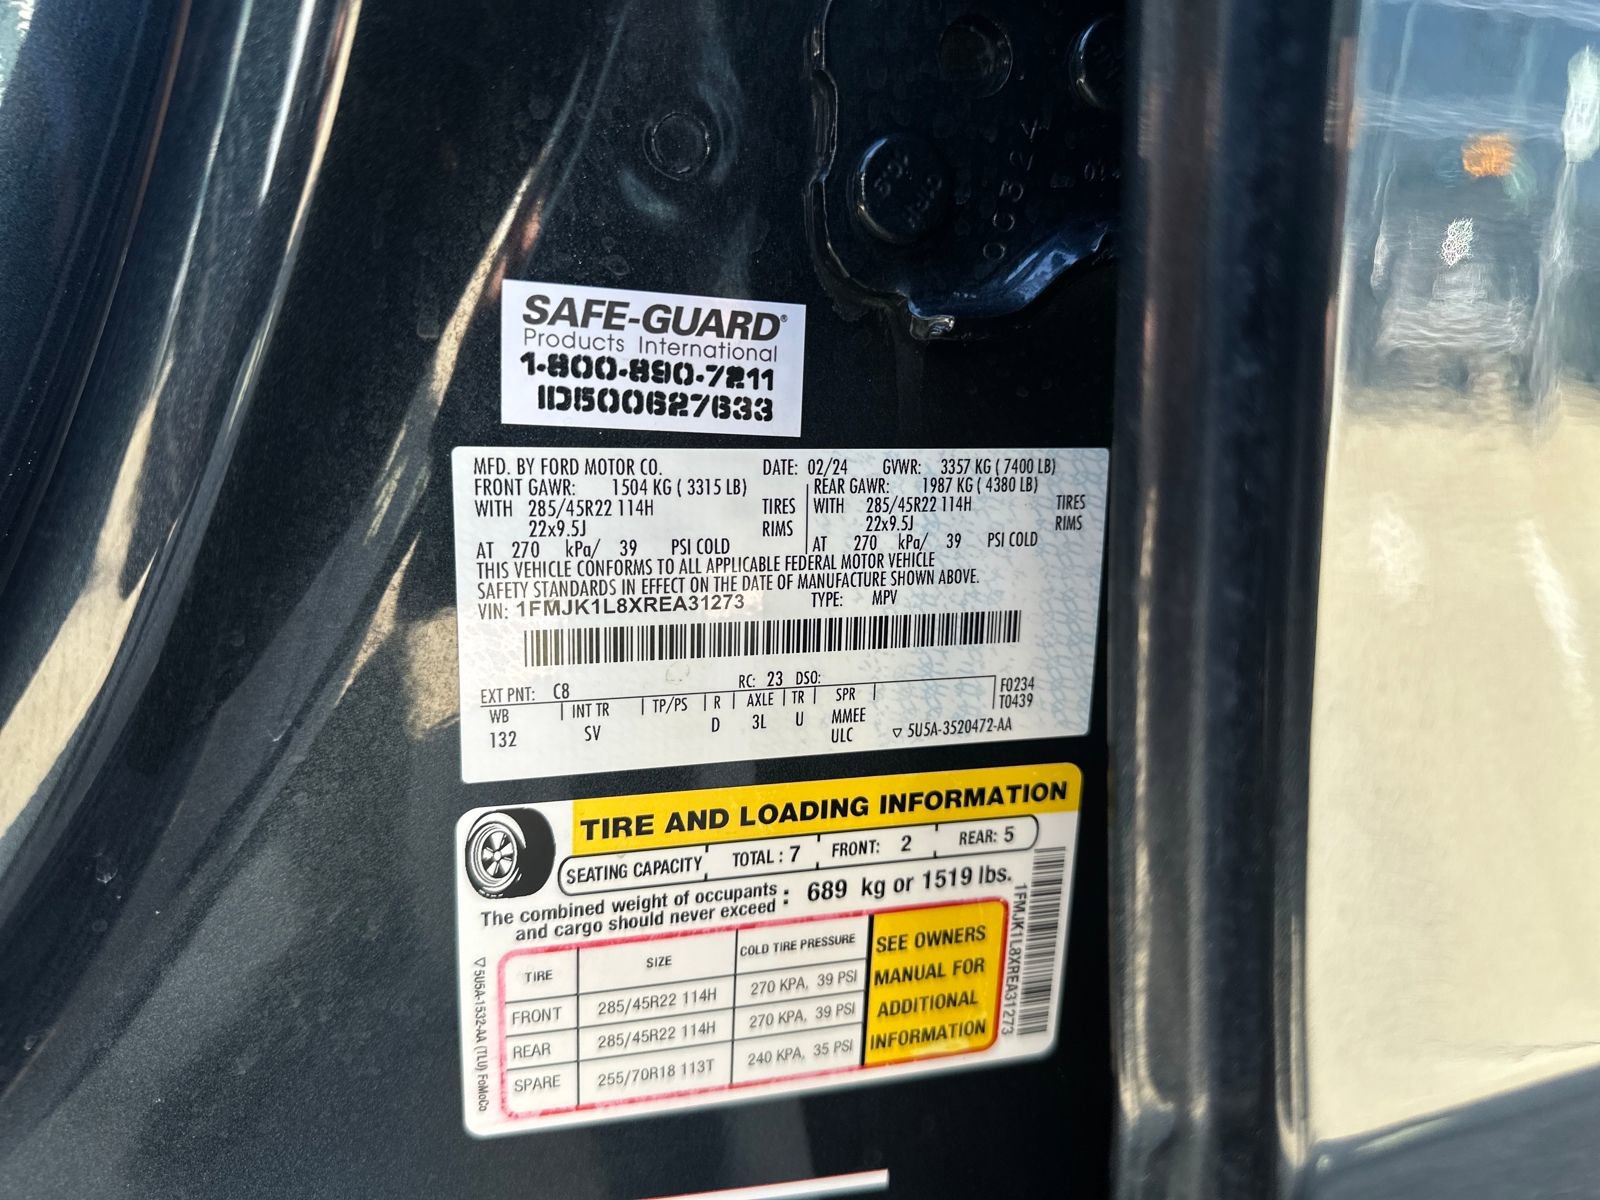 0032Y
SAFE-GUARD®
Products International
1-800-890-7211
ID500627633
MFD. BY FORD MOTOR CO. DATE: 02/24 GVWR: 3357 KG ( 7400 LB)
FRONT GAWR: 1504 KG ( 3315 LB) REAR GAWR: 1987 KG ( 4380 LB)
WITH 285/45R22 114H TIRES WITH 285/45R22 114H TIRES
22x9.5J RIMS 22x9.5J RIMS
AT 270 kPa/ 39 PSI COLD AT 270 kPa/ 39 PSI COLD
THIS VEHICLE CONFORMS TO ALL APPLICABLE FEDERAL MOTOR VEHICLE
SAFETY STANDARDS IN EFFECT ON THE DATE OF MANUFACTURE SHOWN ABOVE.
VIN: 1FMJK1L8XREA31273 TYPE: MPV
EXT PNT: C8 RC: 23 DSO:
WB INT TR TP/PS R AXLE TR SPR F0234
T0439
132 SV D 3L U MMEE
ULC ▽ 5U5A-3520472-AA
TIRE AND LOADING INFORMATION
SEATING CAPACITY TOTAL : 7 FRONT: 2 REAR: 5
The combined weight of occupants
and cargo should never exceed : 689 kg or 1519 lbs.
TIRE SIZE COLD TIRE PRESSURE
FRONT 285/45R22 114H 270 KPA, 39 PSI
REAR 285/45R22 114H 270 KPA, 39 PSI
SPARE 255/70R18 113T 240 KPA, 35 PSI
SEE OWNERS
MANUAL FOR
ADDITIONAL
INFORMATION
1FMJK1L8XREA31273
▽ 5U5A-1532-AA (TLU) FoMoCo